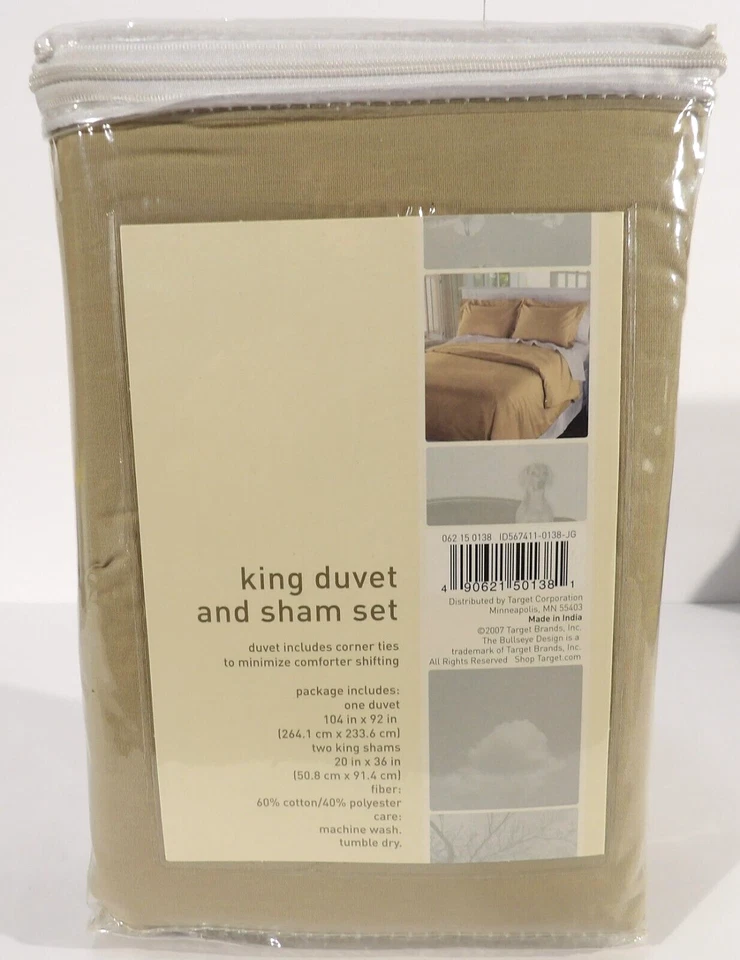 king duvet
and sham set
duvet includes corner ties
to minimize comforter shifting
package includes:
one duvet
104 in x 92 in
(264.1 cm x 233.6 cm)
two king shams
20 in x 36 in
(50.8 cm x 91.4 cm)
fiber:
60% cotton/40% polyester
care:
machine wash.
tumble dry.
062 15 0138 ID567411-0138-JG
4 90621 50138 1
Distributed by Target Corporation
Minneapolis, MN 55403
Made in India
©2007 Target Brands, Inc.
The Bullseye Design is a
trademark of Target Brands, Inc.
All Rights Reserved Shop Target.com